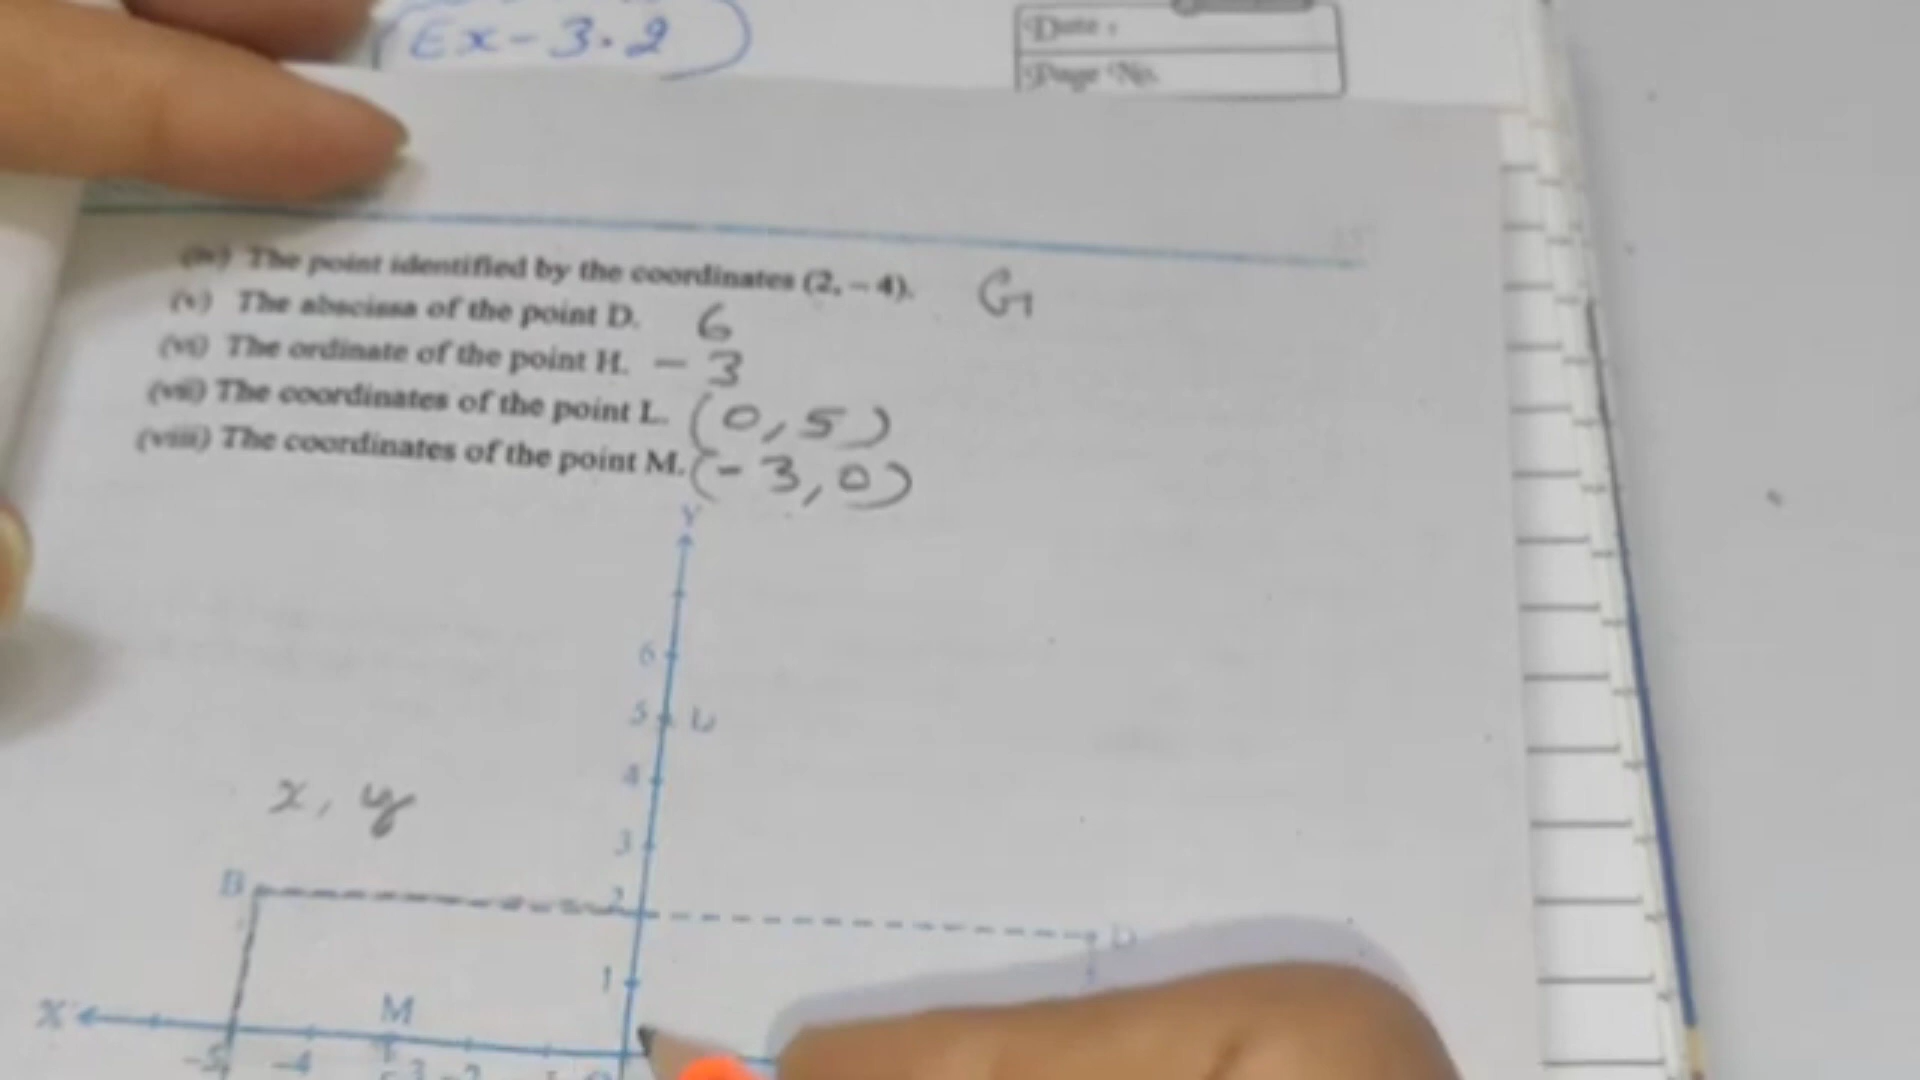 Ex-3.2
Date :
Page No.
(iv) The point identified by the coordinates (2, – 4). G
(v) The abscissa of the point D. 6
(vi) The ordinate of the point H. – 3
(vii) The coordinates of the point L. (0,5)
(viii) The coordinates of the point M. (-3,0)
Y
6
5 L
4
x, y
3
B 2 D
1
M
X'
-5 -4 -3 -2